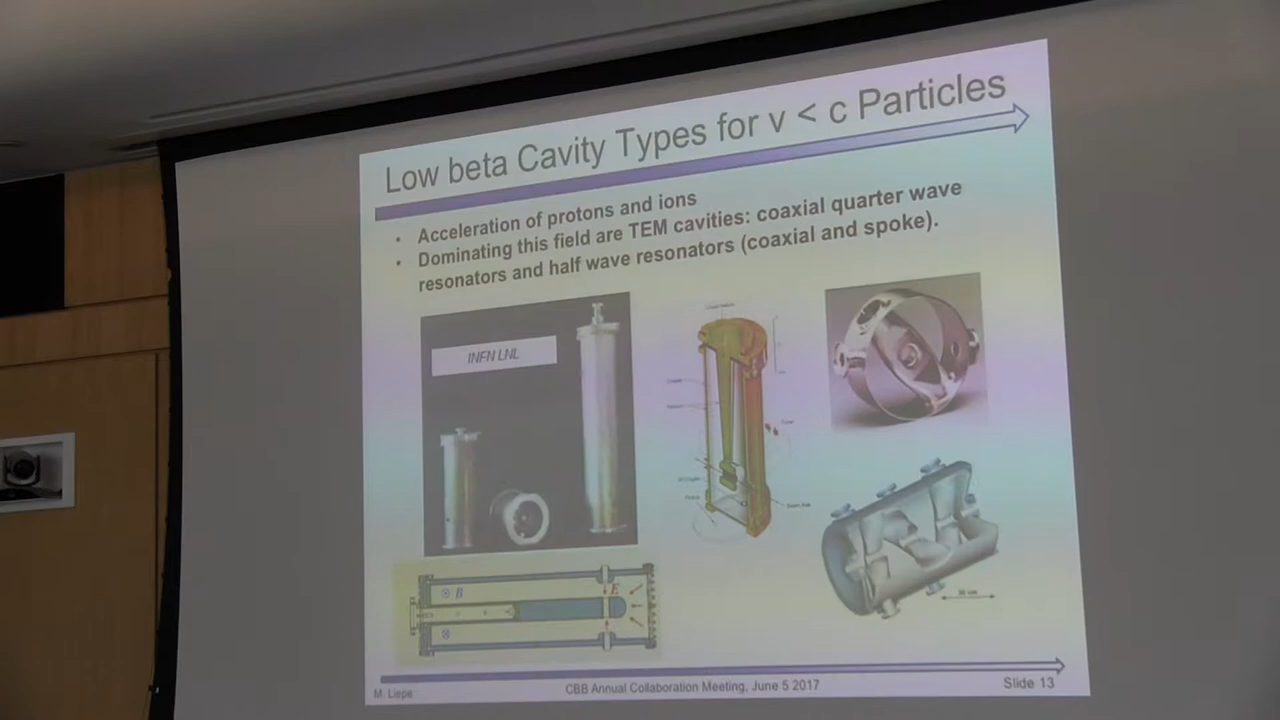 Low beta Cavity Types for v < c Particles
• Acceleration of protons and ions
• Dominating this field are TEM cavities: coaxial quarter wave
resonators and half wave resonators (coaxial and spoke).
INFN LNL
B
E
M. Liepe
CBB Annual Collaboration Meeting, June 5 2017
Slide 13